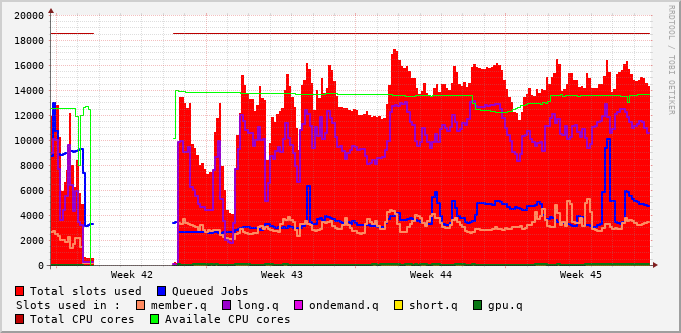 20000
18000
16000
14000
12000
10000
8000
6000
4000
2000
0
Week 42 Week 43 Week 44 Week 45
Total slots used Queued Jobs
Slots used in : member.q long.q ondemand.q short.q gpu.q
Total CPU cores Availale CPU cores
RRDTOOL / TOBI OETIKER